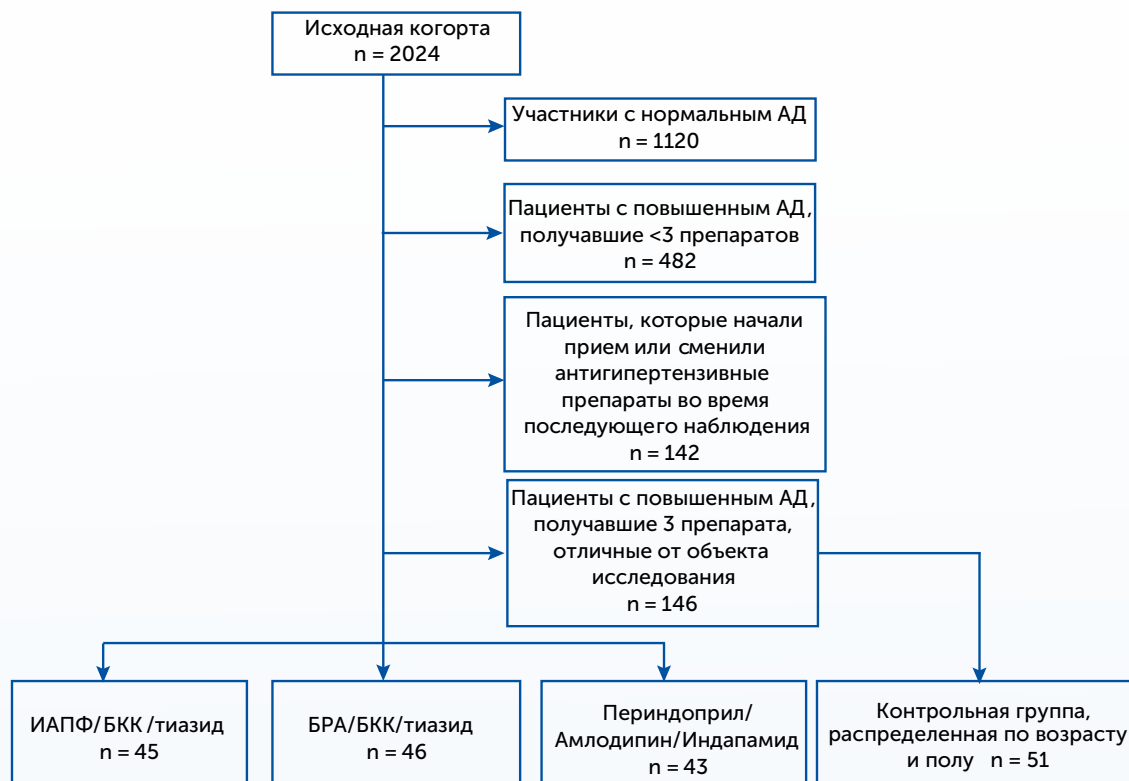 Исходная когорта
n = 2024
Участники с нормальным АД
n = 1120
Пациенты с повышенным АД,
получавшие <3 препаратов
n = 482
Пациенты, которые начали
прием или сменили
антигипертензивные
препараты во время
последующего наблюдения
n = 142
Пациенты с повышенным АД,
получавшие 3 препарата,
отличные от объекта
исследования
n = 146
ИАПФ/БКК/тиазид
n = 45
БРА/БКК/тиазид
n = 46
Периндоприл/
Амлодипин/Индапамид
n = 43
Контрольная группа,
распределенная по возрасту
и полу n = 51